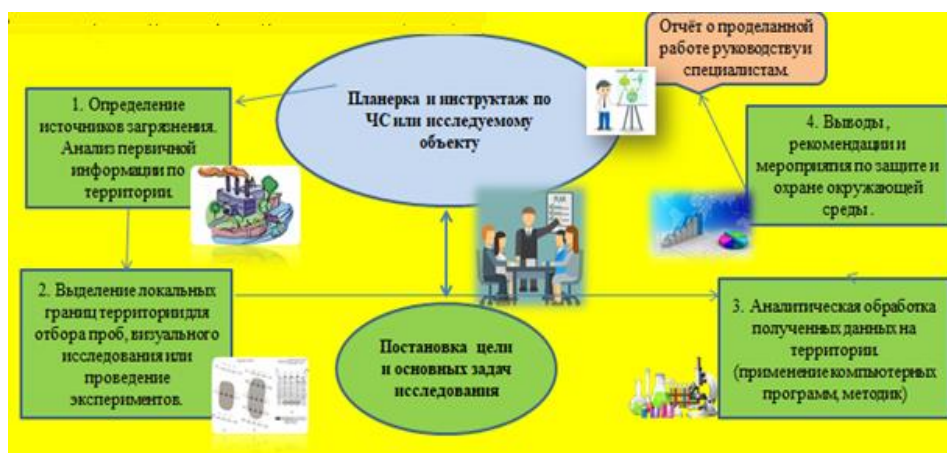 Планерка и инструктаж по
ЧС или исследуемому
объекту
1. Определение
источников загрязнения.
Анализ первичной
информации по
территории.
2. Выделение локальных
границ территории для
отбора проб, визуального
исследования или
проведение
экспериментов.
Постановка цели
и основных задач
исследования
3. Аналитическая обработка
полученных данных на
территории.
(применение компьютерных
программ, методик)
4. Выводы ,
рекомендации и
мероприятия по защите и
охране окружающей
среды .
Отчёт о проделанной
работе руководству и
специалистам.
PLAN